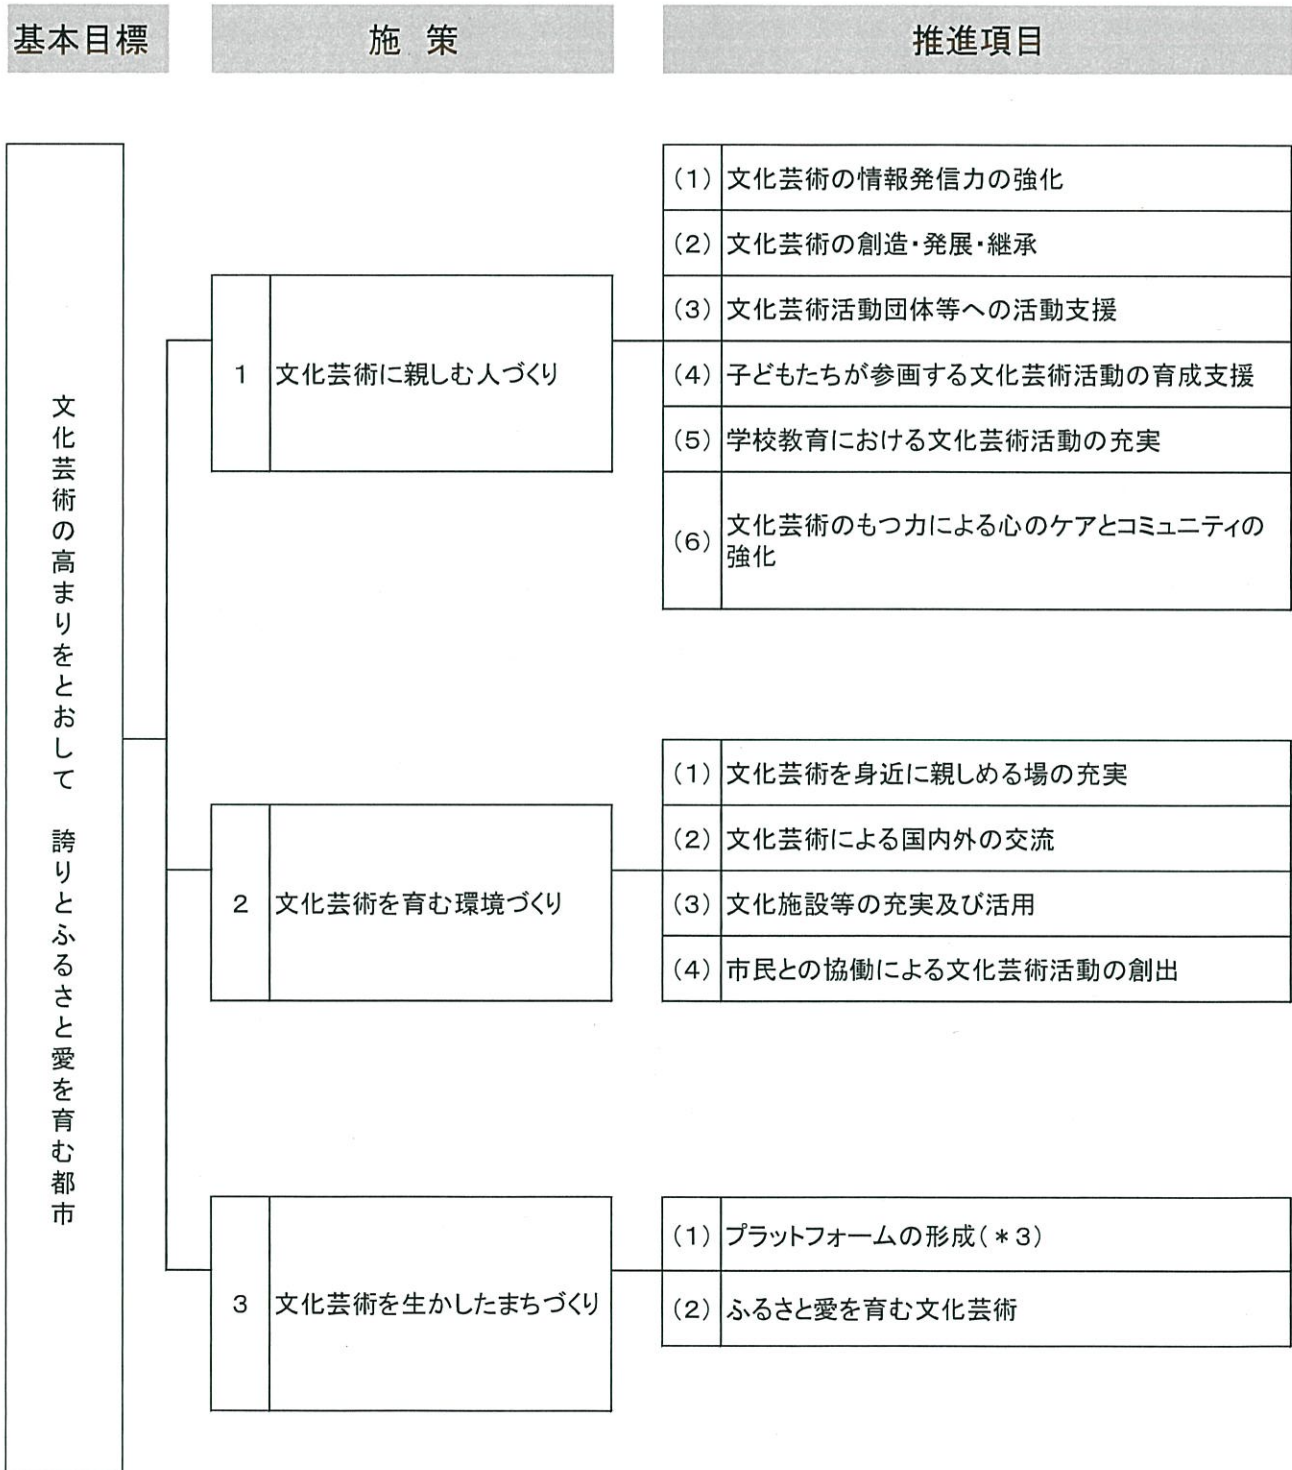 基本目標
施 策
推進項目
文化芸術の高まりをとおして 誇りとふるさと愛を育む都市
1 文化芸術に親しむ人づくり
(1) 文化芸術の情報発信力の強化
(2) 文化芸術の創造・発展・継承
(3) 文化芸術活動団体等への活動支援
(4) 子どもたちが参画する文化芸術活動の育成支援
(5) 学校教育における文化芸術活動の充実
(6) 文化芸術のもつ力による心のケアとコミュニティの
強化
2 文化芸術を育む環境づくり
(1) 文化芸術を身近に親しめる場の充実
(2) 文化芸術による国内外の交流
(3) 文化施設等の充実及び活用
(4) 市民との協働による文化芸術活動の創出
3 文化芸術を生かしたまちづくり
(1) プラットフォームの形成(*3)
(2) ふるさと愛を育む文化芸術